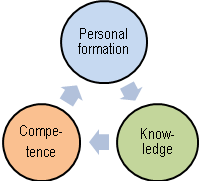 Personal
formation
Compe-
tence
Know-
ledge